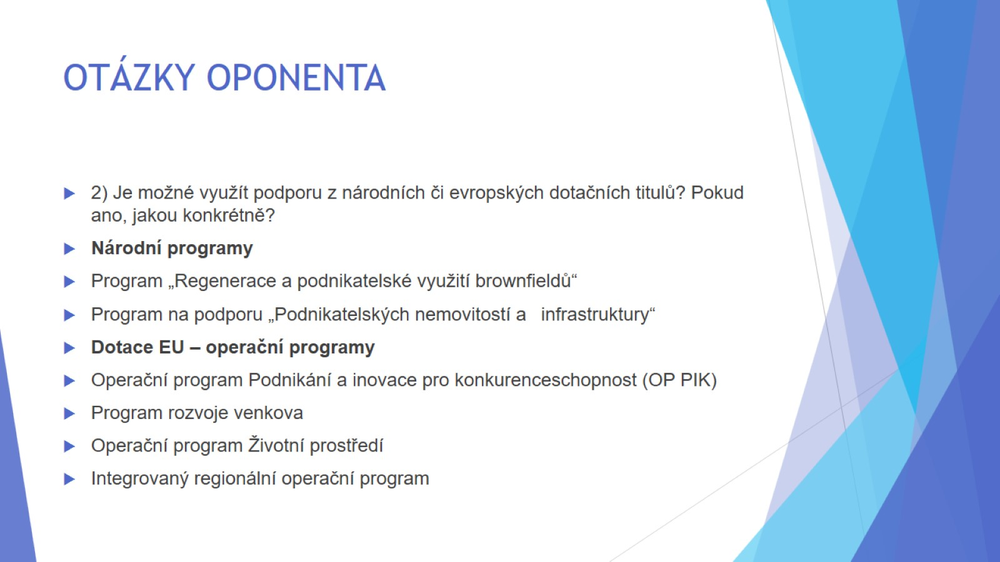 OTÁZKY OPONENTA
2) Je možné využít podporu z národních či evropských dotačních titulů? Pokud
ano, jakou konkrétně?
Národní programy
Program „Regenerace a podnikatelské využití brownfieldů“
Program na podporu „Podnikatelských nemovitostí a   infrastruktury“
Dotace EU – operační programy
Operační program Podnikání a inovace pro konkurenceschopnost (OP PIK)
Program rozvoje venkova
Operační program Životní prostředí
Integrovaný regionální operační program